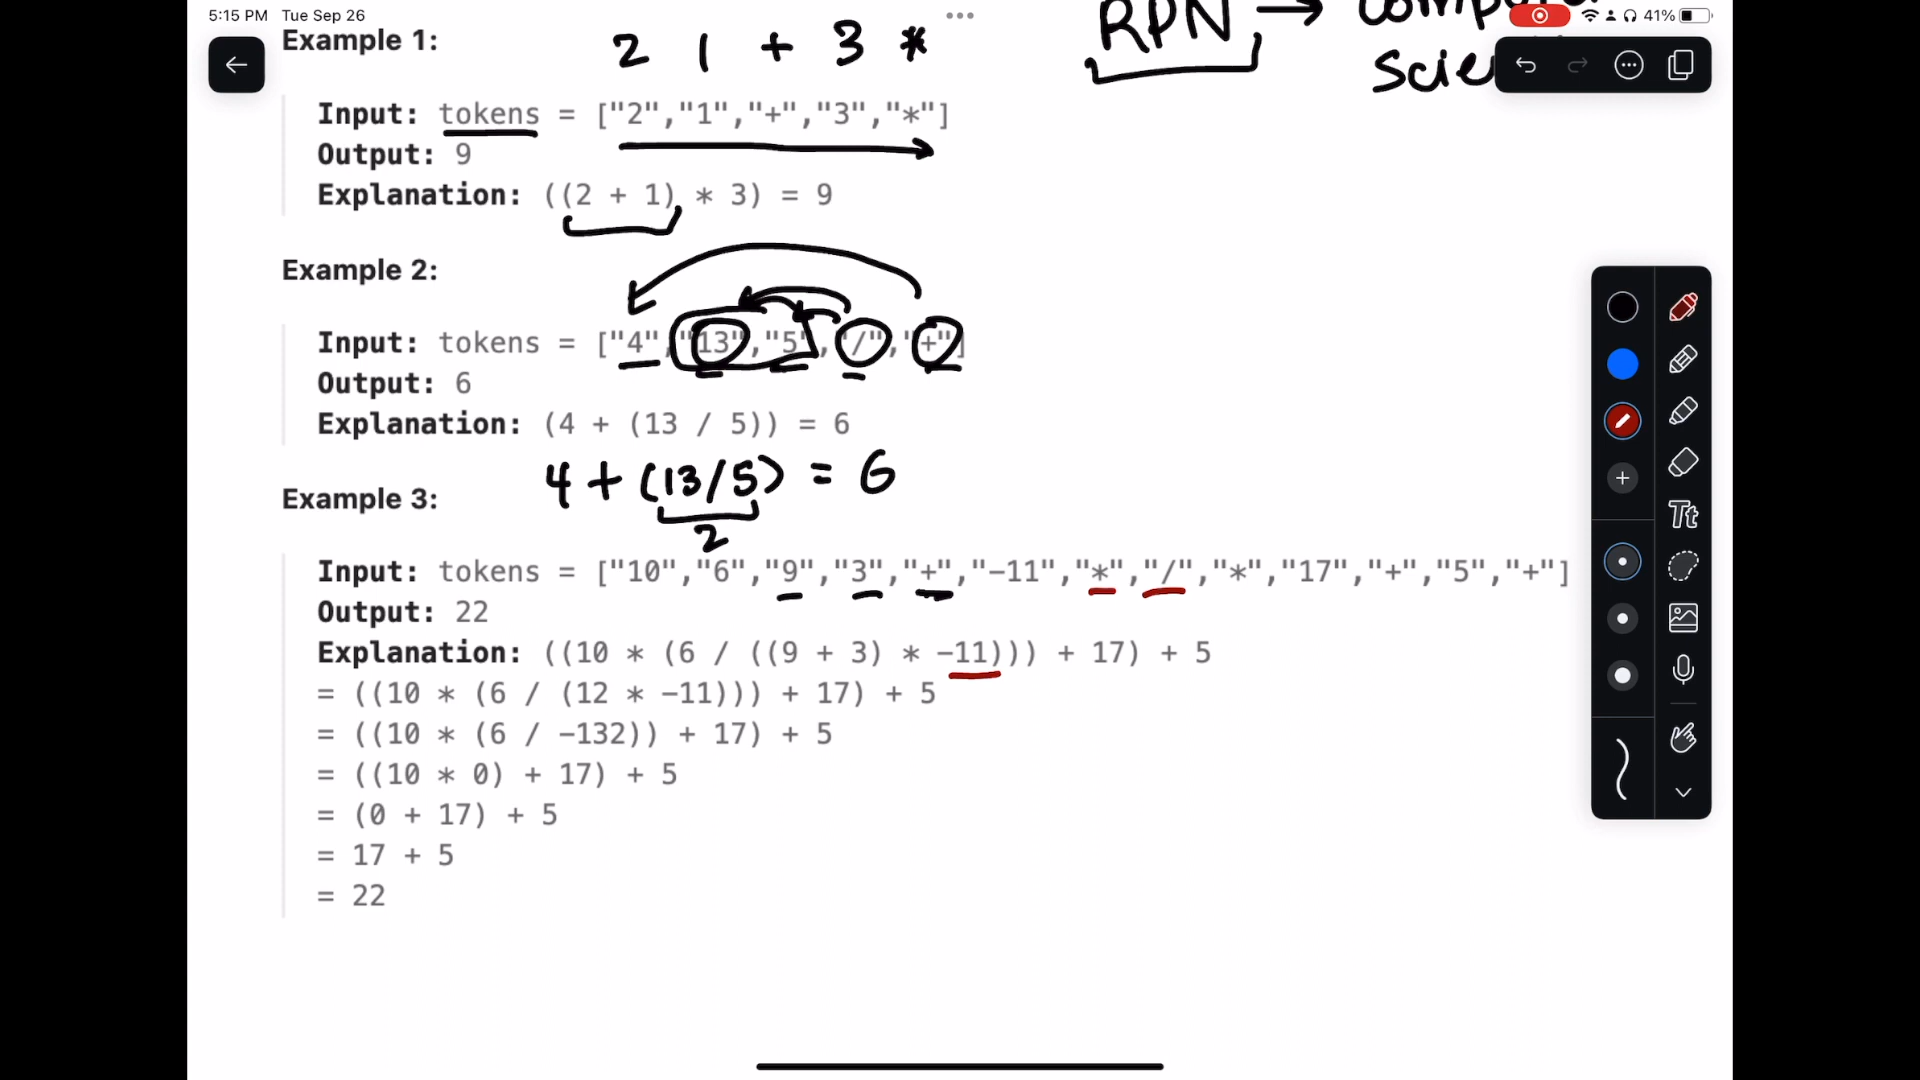 5:15 PM Tue Sep 26
41%
RPN →
Example 1:
2 1 + 3 *
Input: tokens = ["2","1","+","3","*"]
Output: 9
Explanation: ((2 + 1) * 3) = 9
Example 2:
Input: tokens = ["4","13","5","/","+"]
Output: 6
Explanation: (4 + (13 / 5)) = 6
4 + (13/5) = 6
2
Example 3:
Input: tokens = ["10","6","9","3","+","-11","*","/","*","17","+","5","+"]
Output: 22
Explanation: ((10 * (6 / ((9 + 3) * -11))) + 17) + 5
= ((10 * (6 / (12 * -11))) + 17) + 5
= ((10 * (6 / -132)) + 17) + 5
= ((10 * 0) + 17) + 5
= (0 + 17) + 5
= 17 + 5
= 22
Tt